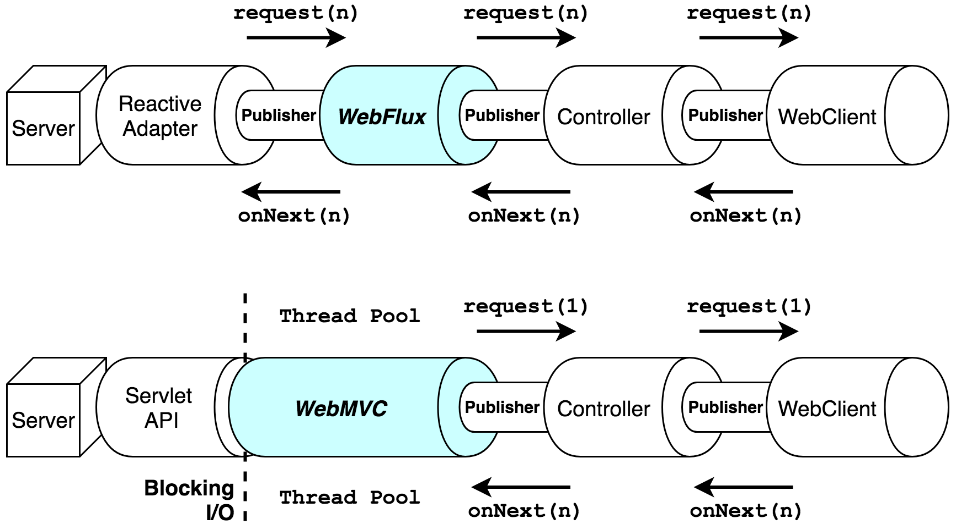 request(n) request(n) request(n)
Server
Reactive
Adapter
Publisher
WebFlux
Publisher
Controller
Publisher
WebClient
onNext(n) onNext(n) onNext(n)
Thread Pool
request(1) request(1)
Server
Servlet
API
WebMVC
Publisher
Controller
Publisher
WebClient
Blocking
I/O
Thread Pool
onNext(n) onNext(n)